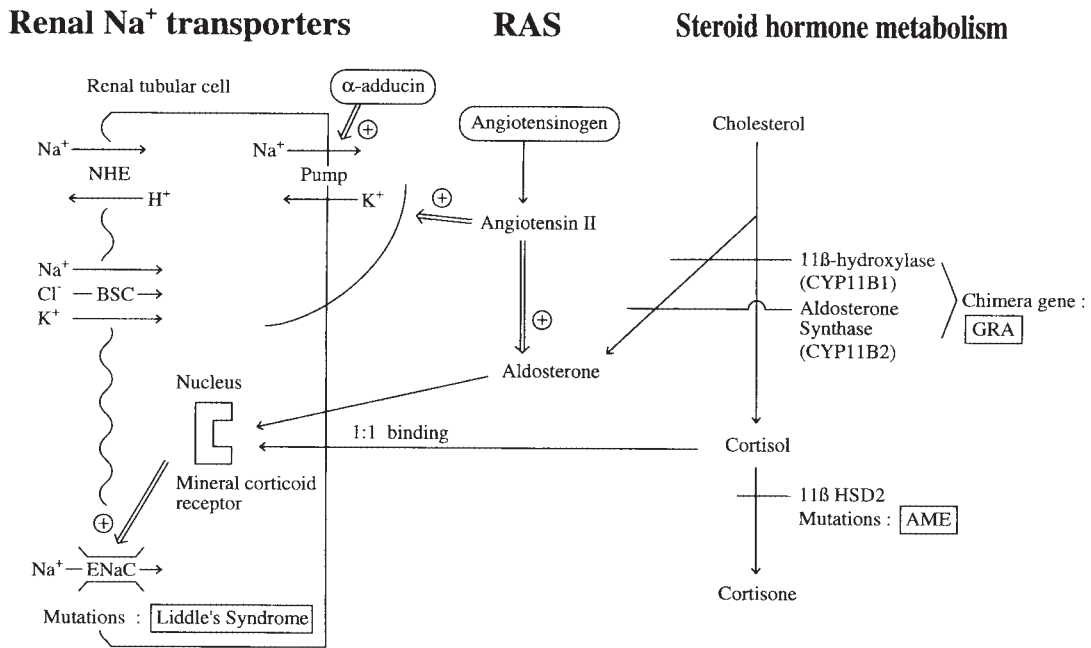 Renal Na⁺ transporters
RAS
Steroid hormone metabolism
Renal tubular cell
α-adducin
+
Angiotensinogen
Cholesterol
Na⁺
NHE
H⁺
Na⁺
Pump
K⁺
+
Angiotensin II
Na⁺
Cl⁻ BSC
K⁺
+
11ß-hydroxylase
(CYP11B1)
Aldosterone
Synthase
(CYP11B2)
Chimera gene :
GRA
Aldosterone
Nucleus
1:1 binding
Cortisol
Mineral corticoid
receptor
11ß HSD2
Mutations : AME
+
Na⁺ ENaC
Cortisone
Mutations : Liddle's Syndrome